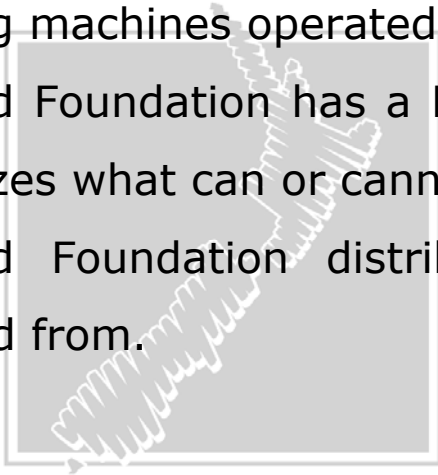 g machines operated
d Foundation has a
zes what can or cann
d Foundation distri
d from.